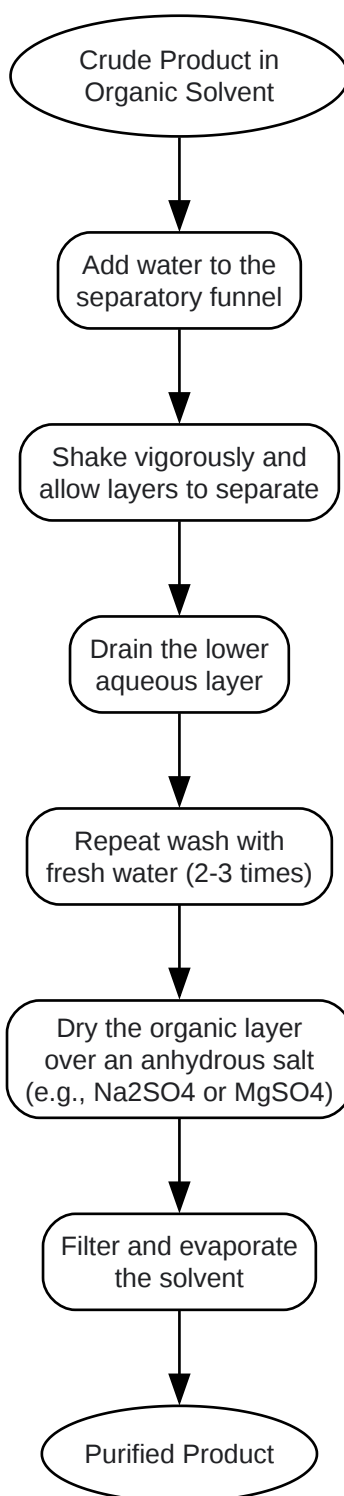 Crude Product in
Organic Solvent
Add water to the
separatory funnel
Shake vigorously and
allow layers to separate
Drain the lower
aqueous layer
Repeat wash with
fresh water (2-3 times)
Dry the organic layer
over an anhydrous salt
(e.g., Na2SO4 or MgSO4)
Filter and evaporate
the solvent
Purified Product